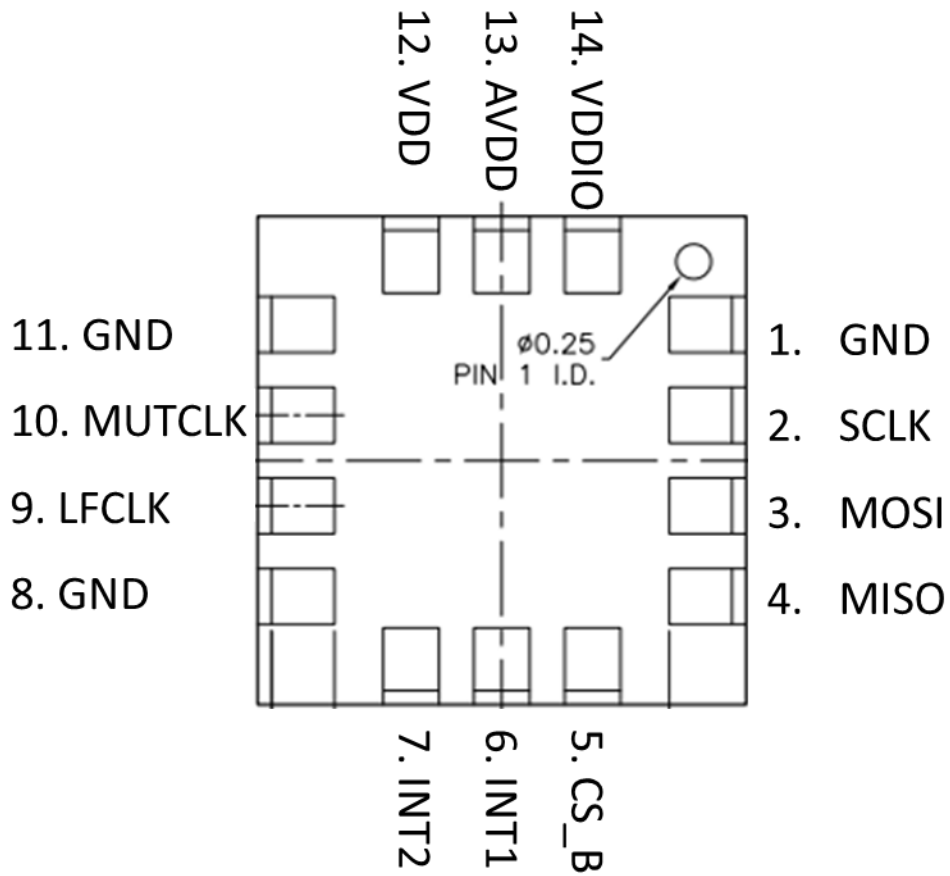 12. VDD
13. AVDD
14. VDDIO
11. GND
10. MUTCLK
9. LFCLK
8. GND
ø0.25
PIN 1 I.D.
1. GND
2. SCLK
3. MOSI
4. MISO
7. INT2
6. INT1
5. CS_B